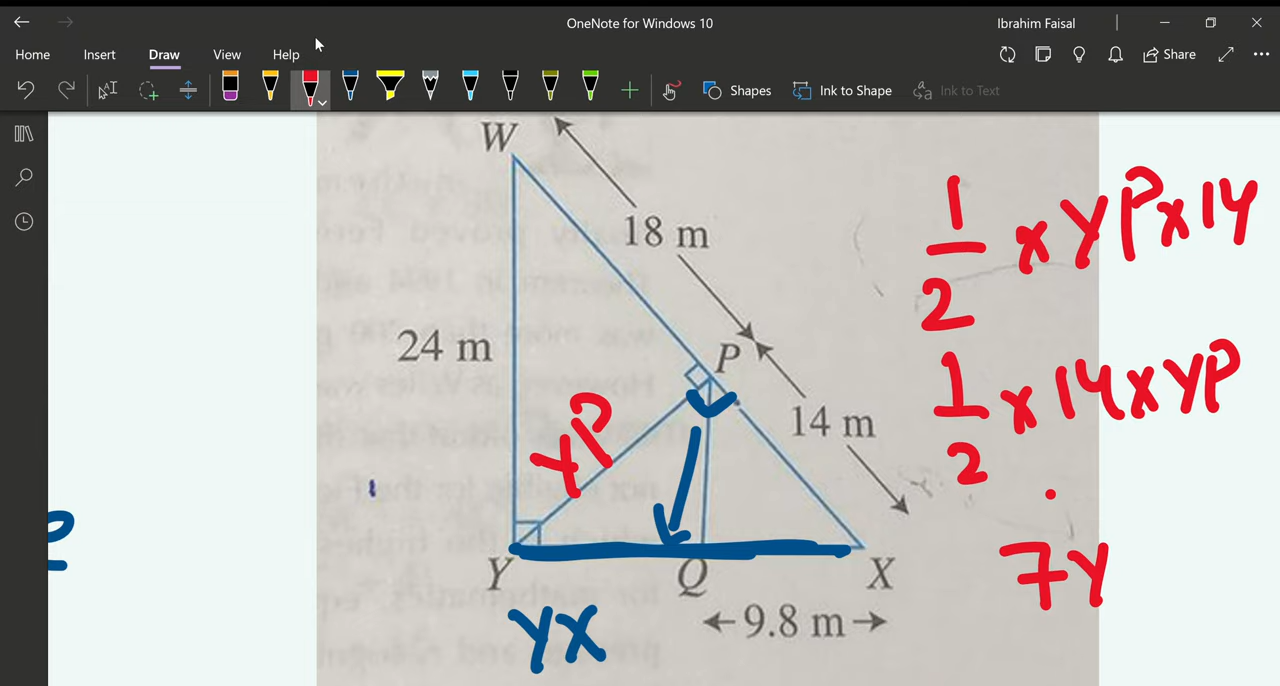 OneNote for Windows 10
Ibrahim Faisal
Home Insert Draw View Help
Share
Shapes
Ink to Shape
Ink to Text
W
18 m
24 m
P
14 m
YP
Y Q X
9.8 m
YX
1/2 x YP x 14
1/2 x 14 x YP
7Y